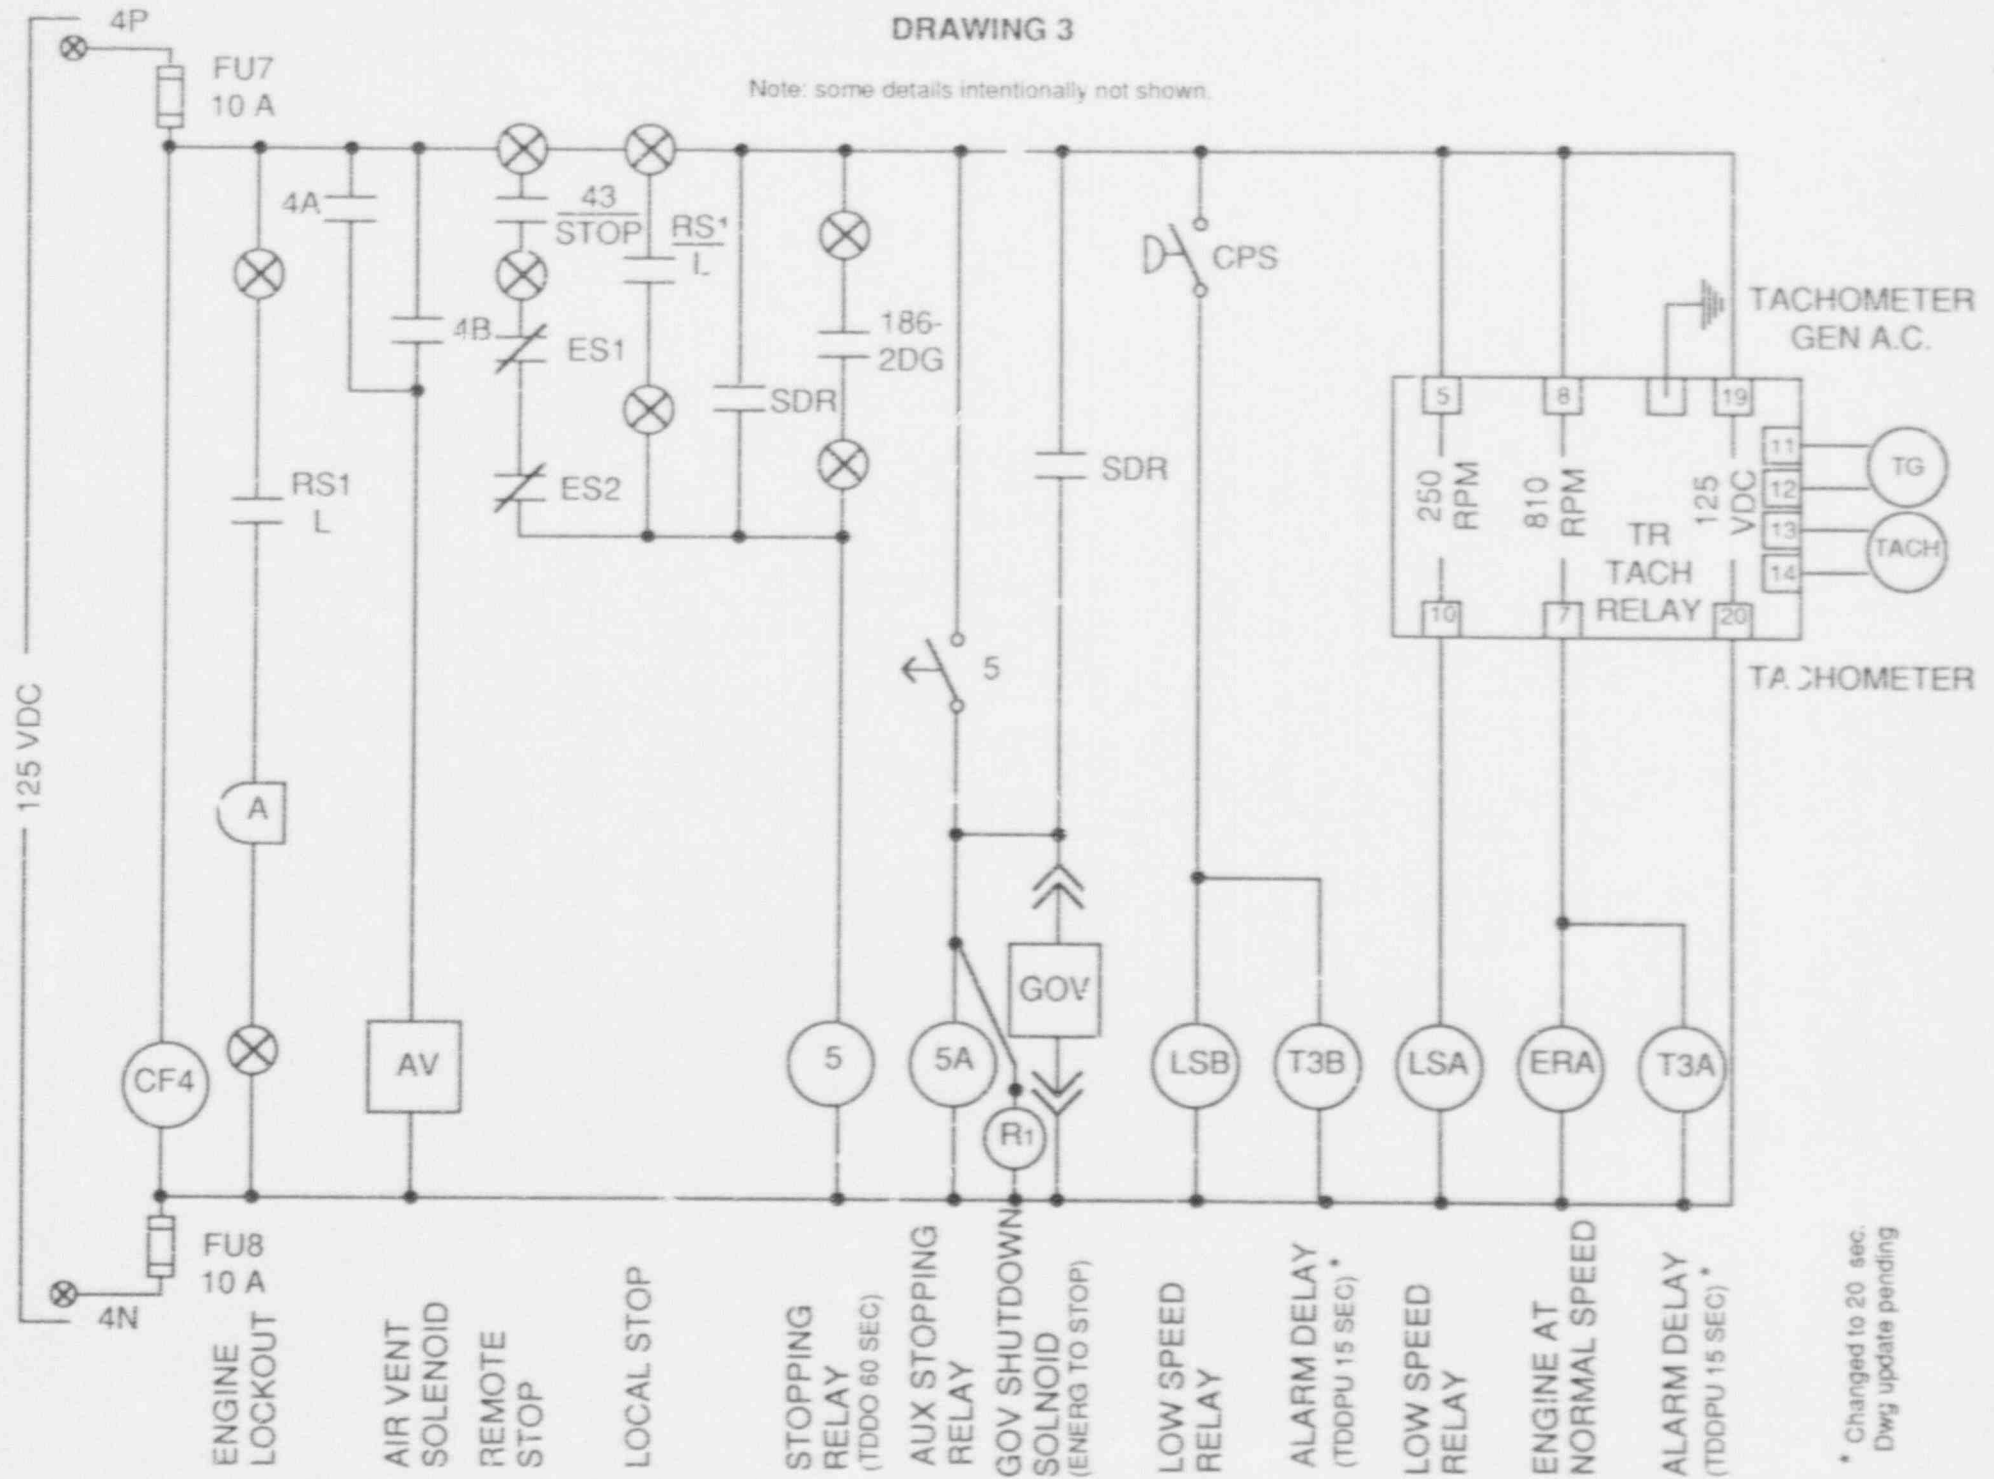 DRAWING 3
Note: some details intentionally not shown.
4P
FU7
10 A
125 VDC
4A
4B
43
STOP
RS1
L
ES1
ES2
SDR
186-
2DG
RS1
L
5
SDR
CPS
TACHOMETER
GEN A.C.
5
8
19
11
12
13
14
TG
TACH
250
RPM
810
RPM
125
VDC
TR
TACH
RELAY
10
7
20
TACHOMETER
A
GOV
CF4
AV
5
5A
R1
LSB
T3B
LSA
ERA
T3A
FU8
10 A
4N
ENGINE
LOCKOUT
AIR VENT
SOLENOID
REMOTE
STOP
LOCAL STOP
STOPPING
RELAY
(TDDO 60 SEC)
AUX STOPPING
RELAY
GOV SHUTDOWN
SOLNOID
(ENERG TO STOP)
LOW SPEED
RELAY
ALARM DELAY
(TDDPU 15 SEC)*
LOW SPEED
RELAY
ENGINE AT
NORMAL SPEED
ALARM DELAY
(TDDPU 15 SEC)*
* Changed to 20 sec.
Dwg update pending